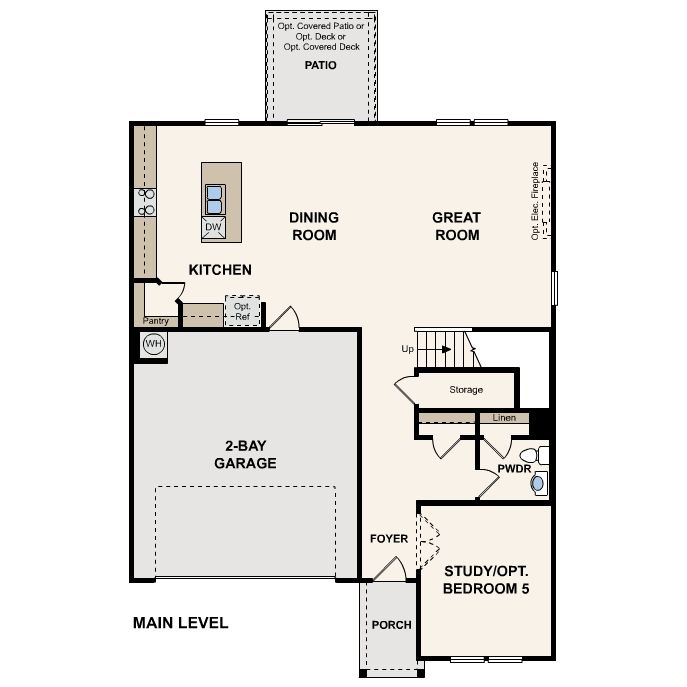 Opt. Covered Patio or
Opt. Deck or
Opt. Covered Deck
PATIO
Opt. Elec. Fireplace
DINING
ROOM
GREAT
ROOM
DW
KITCHEN
Opt.
Ref
Pantry
WH
Up
Storage
Linen
PWDR
2-BAY
GARAGE
FOYER
STUDY/OPT.
BEDROOM 5
PORCH
MAIN LEVEL